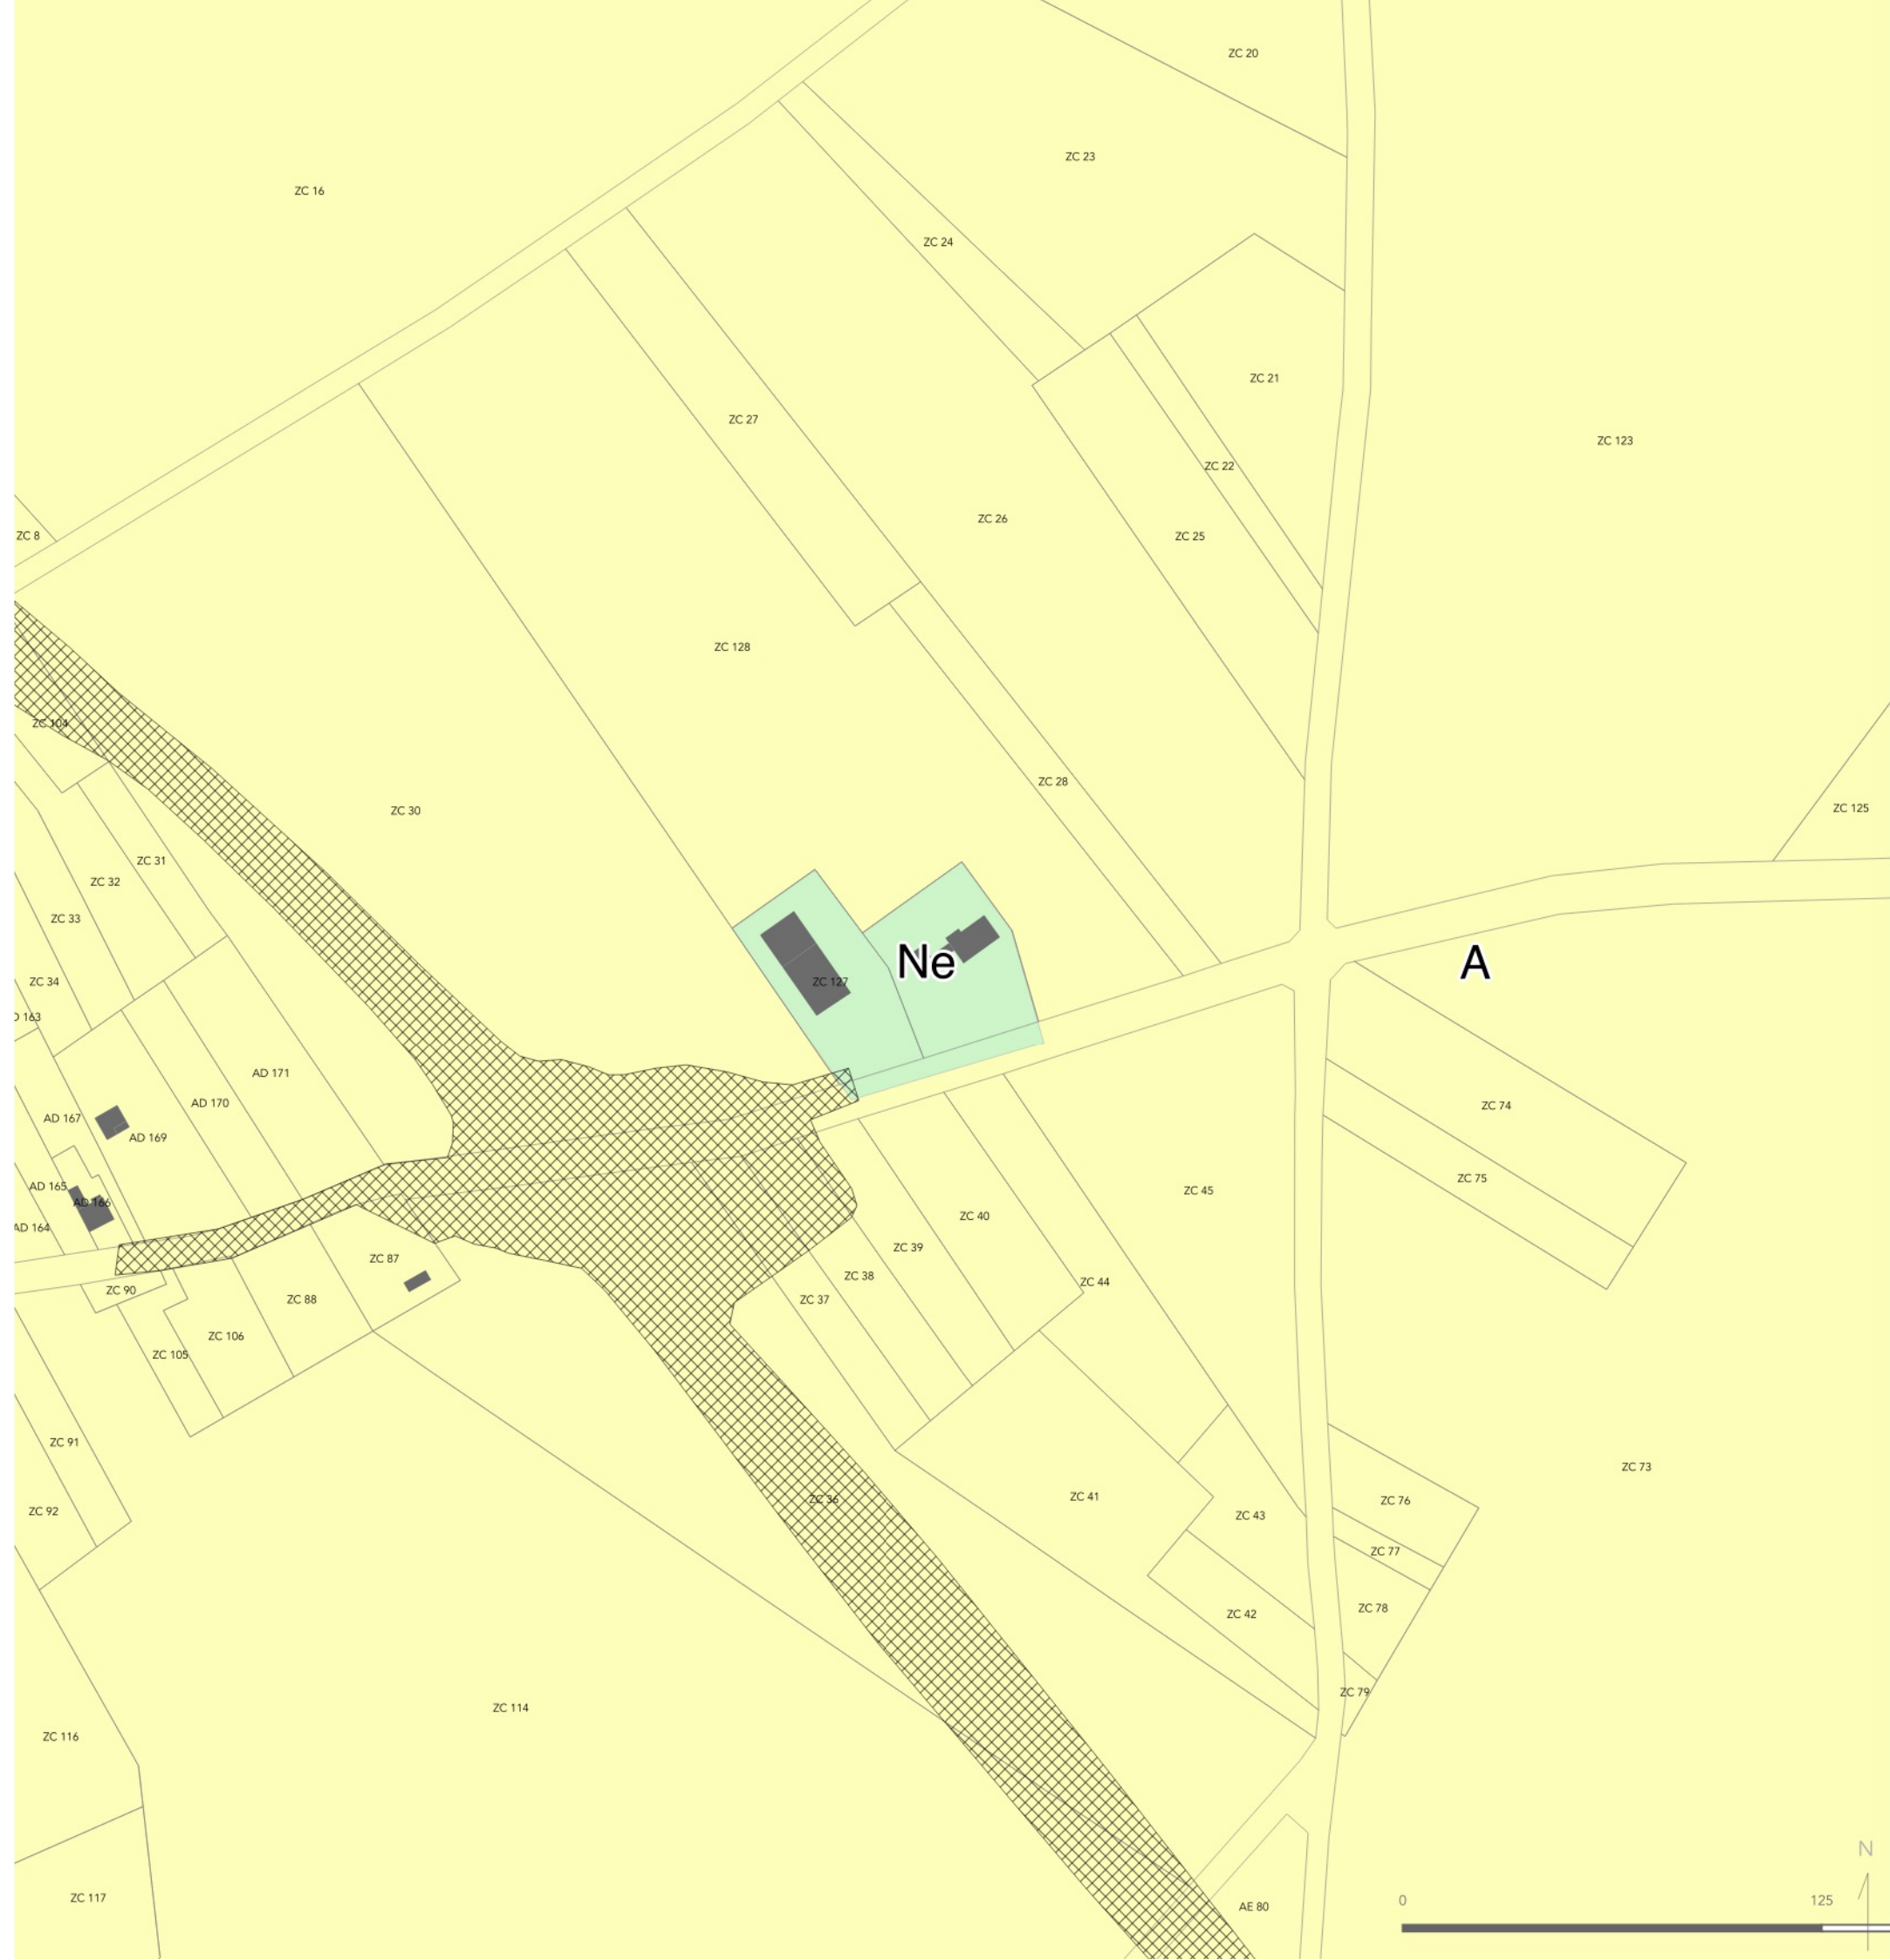 ZC 20
ZC 23
ZC 16
ZC 24
ZC 21
ZC 27
ZC 123
ZC 22
ZC 26
ZC 25
ZC 8
ZC 128
ZC 104
ZC 28
ZC 125
ZC 30
ZC 31
ZC 32
ZC 33
Ne
A
ZC 34
ZC 127
D 163
AD 171
AD 170
ZC 74
AD 167
AD 169
ZC 75
AD 165
ZC 45
AD 166
ZC 40
AD 164
ZC 39
ZC 87
ZC 38
ZC 44
ZC 90
ZC 88
ZC 37
ZC 106
ZC 105
ZC 91
ZC 73
ZC 41
ZC 36
ZC 76
ZC 92
ZC 43
ZC 77
ZC 78
ZC 42
ZC 79
ZC 114
ZC 116
N
ZC 117
0
125
AE 80